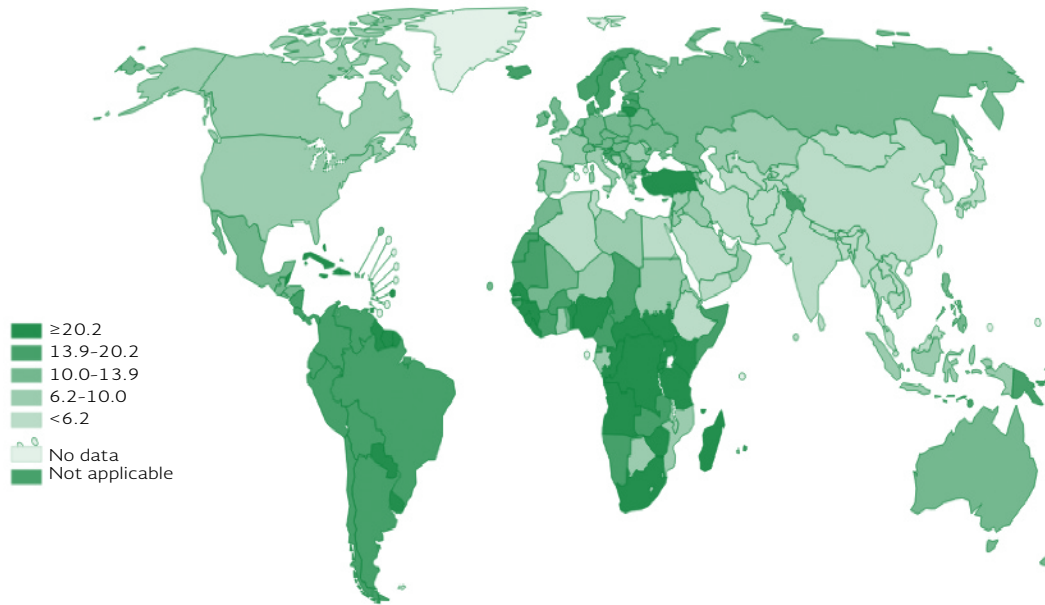 ≥20.2
13.9–20.2
10.0–13.9
6.2–10.0
<6.2
No data
Not applicable